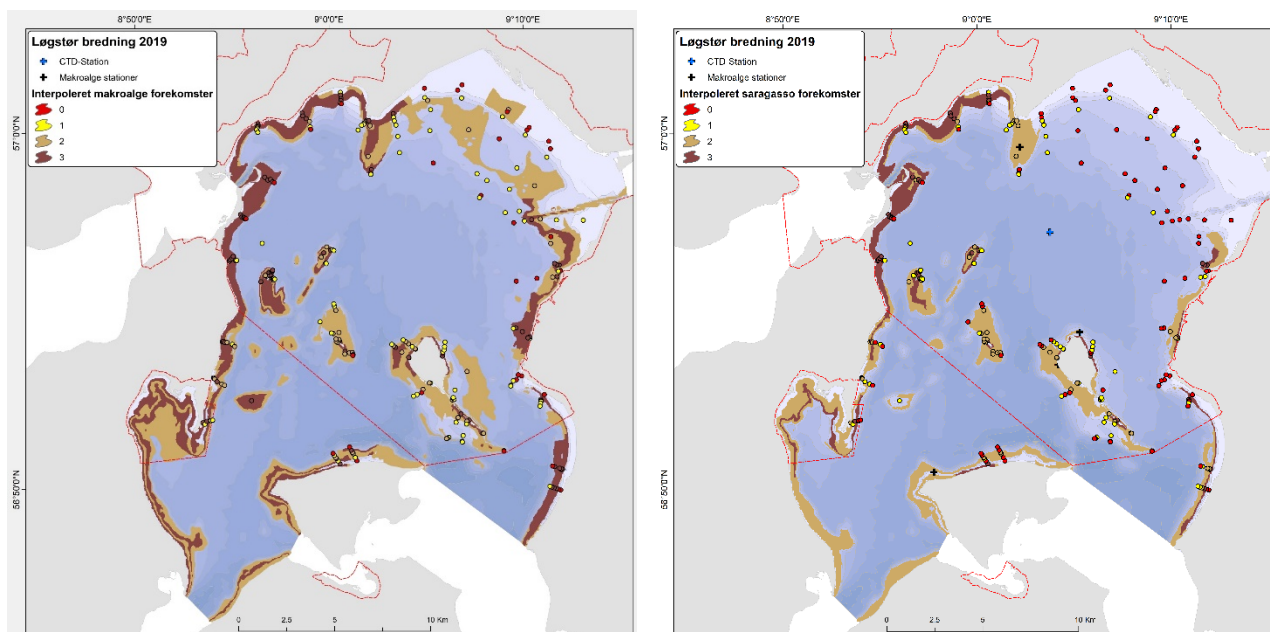 8°50'0"E
9°0'0"E
9°10'0"E
Løgstør bredning 2019
CTD-Station
Makroalge stationer
Interpoleret makroalge forekomster
0
1
2
3
57°0'0"N
56°50'0"N
0
2.5
5
10 Km
8°50'0"E
9°0'0"E
9°10'0"E
Løgstør bredning 2019
CTD-Station
Makroalge stationer
Interpoleret saragasso forekomster
0
1
2
3
57°0'0"N
56°50'0"N
0
2.5
5
10 Km